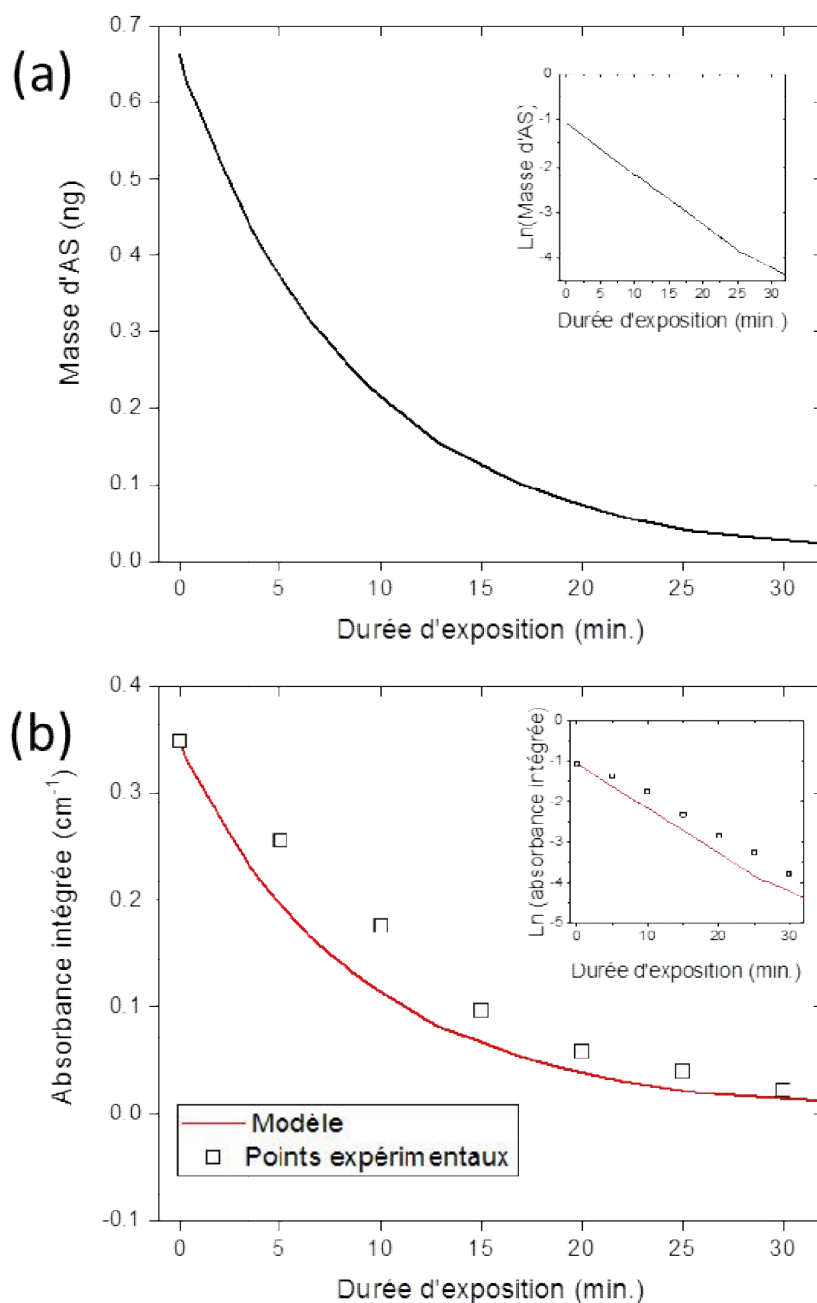 (a)
0.7
0.6
0.5
0.4
0.3
0.2
0.1
0.0
Masse d'AS (ng)
0 5 10 15 20 25 30
Durée d'exposition (min.)
0
-1
-2
-3
-4
Ln(Masse d'AS)
0 5 10 15 20 25 30
Durée d'exposition (min.)
(b)
0.4
0.3
0.2
0.1
0.0
-0.1
Absorbance intégrée (cm⁻¹)
0 5 10 15 20 25 30
Durée d'exposition (min.)
Modèle
Points expérimentaux
0
-1
-2
-3
-4
-5
Ln (absorbance intégrée)
0 10 20 30
Durée d'exposition (min.)